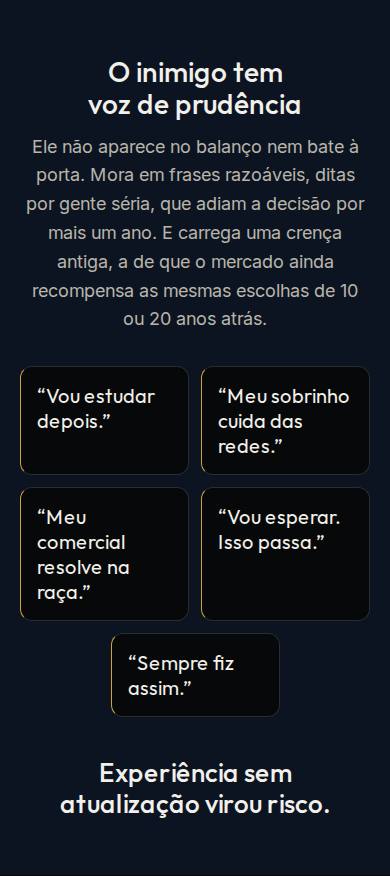 O inimigo tem
voz de prudência
Ele não aparece no balanço nem bate à
porta. Mora em frases razoáveis, ditas
por gente séria, que adiam a decisão por
mais um ano. E carrega uma crença
antiga, a de que o mercado ainda
recompensa as mesmas escolhas de 10
ou 20 anos atrás.
“Vou estudar
depois.”
“Meu sobrinho
cuida das
redes.”
“Meu
comercial
resolve na
raça.”
“Vou esperar.
Isso passa.”
“Sempre fiz
assim.”
Experiência sem
atualização virou risco.